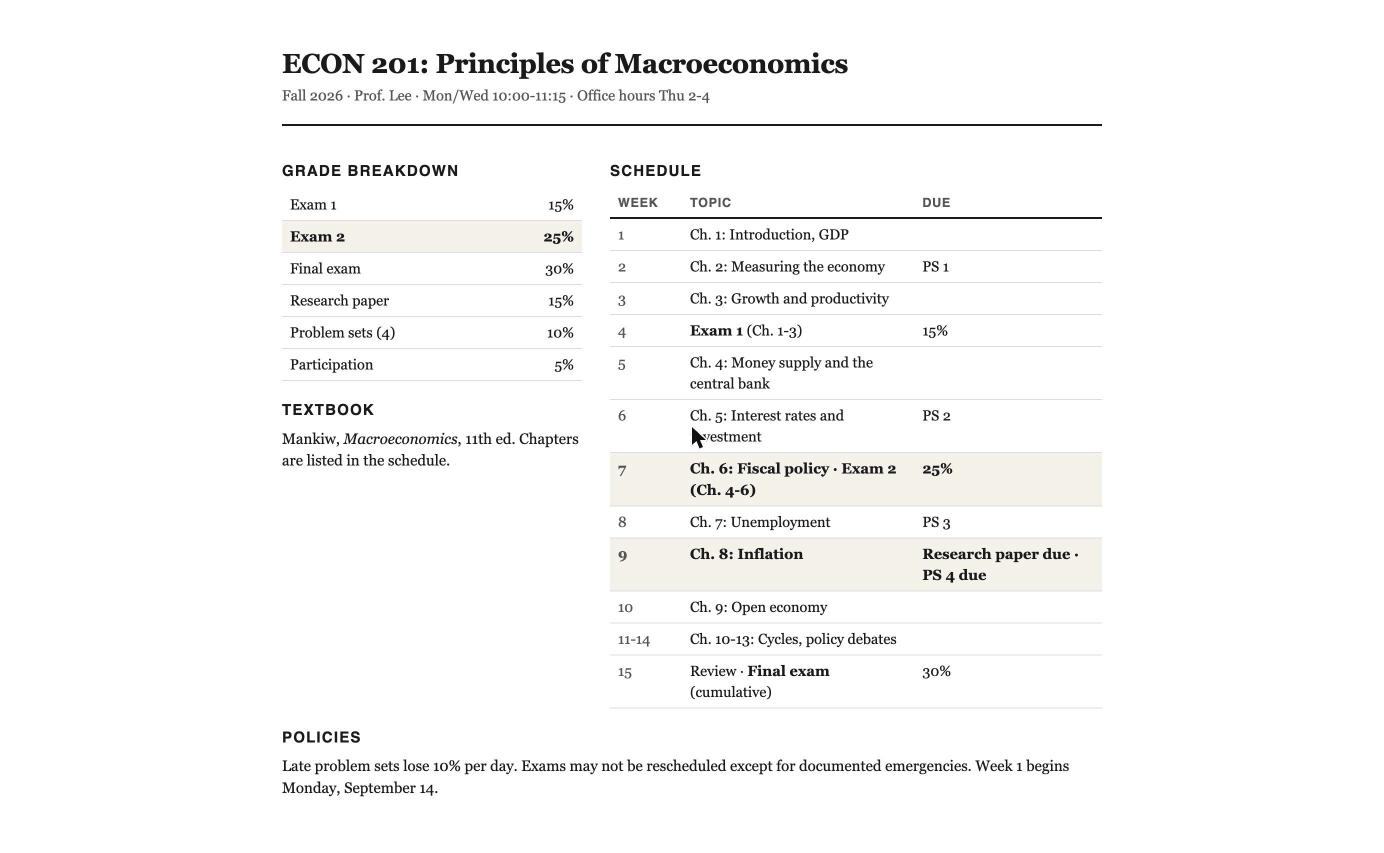 ECON 201: Principles of Macroeconomics
Fall 2026 · Prof. Lee · Mon/Wed 10:00-11:15 · Office hours Thu 2-4
GRADE BREAKDOWN
Exam 1 15%
Exam 2 25%
Final exam 30%
Research paper 15%
Problem sets (4) 10%
Participation 5%
TEXTBOOK
Mankiw, Macroeconomics, 11th ed. Chapters
are listed in the schedule.
SCHEDULE
WEEK TOPIC DUE
1 Ch. 1: Introduction, GDP
2 Ch. 2: Measuring the economy PS 1
3 Ch. 3: Growth and productivity
4 Exam 1 (Ch. 1-3) 15%
5 Ch. 4: Money supply and the
central bank
6 Ch. 5: Interest rates and PS 2
7 Ch. 6: Fiscal policy · Exam 2 25%
(Ch. 4-6)
8 Ch. 7: Unemployment PS 3
9 Ch. 8: Inflation Research paper due ·
PS 4 due
10 Ch. 9: Open economy
11-14 Ch. 10-13: Cycles, policy debates
15 Review · Final exam 30%
(cumulative)
POLICIES
Late problem sets lose 10% per day. Exams may not be rescheduled except for documented emergencies. Week 1 begins
Monday, September 14.